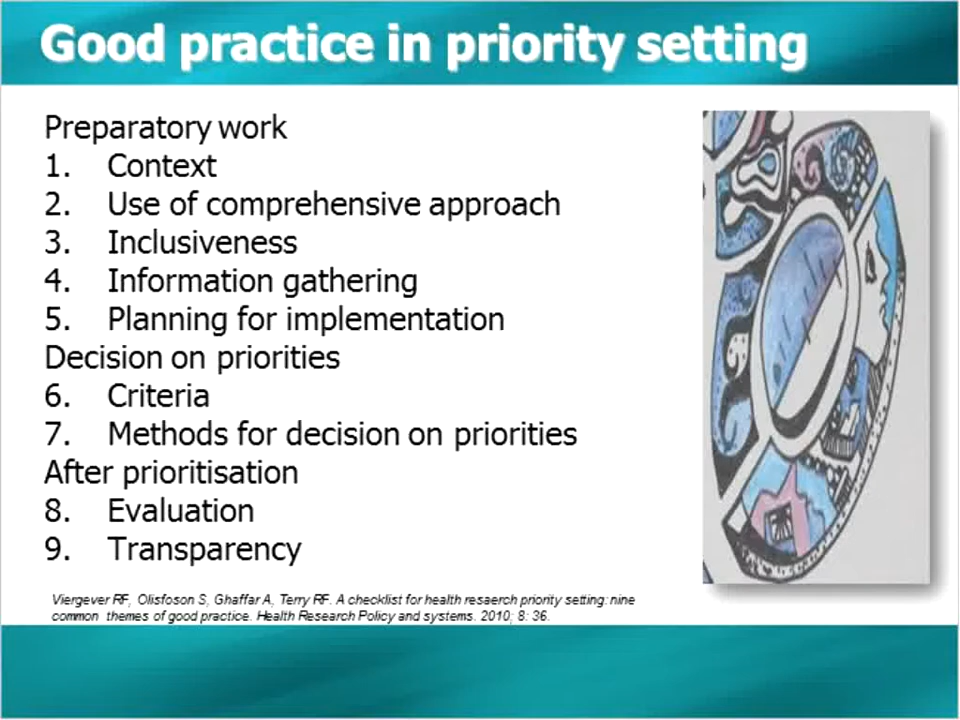 Good practice in priority setting
Preparatory work
1. Context
2. Use of comprehensive approach
3. Inclusiveness
4. Information gathering
5. Planning for implementation
Decision on priorities
6. Criteria
7. Methods for decision on priorities
After prioritisation
8. Evaluation
9. Transparency
Viergever RF, Olisfoson S, Ghaffar A, Terry RF. A checklist for health resaerch priority setting: nine
common themes of good practice. Health Research Policy and systems. 2010; 8: 36.